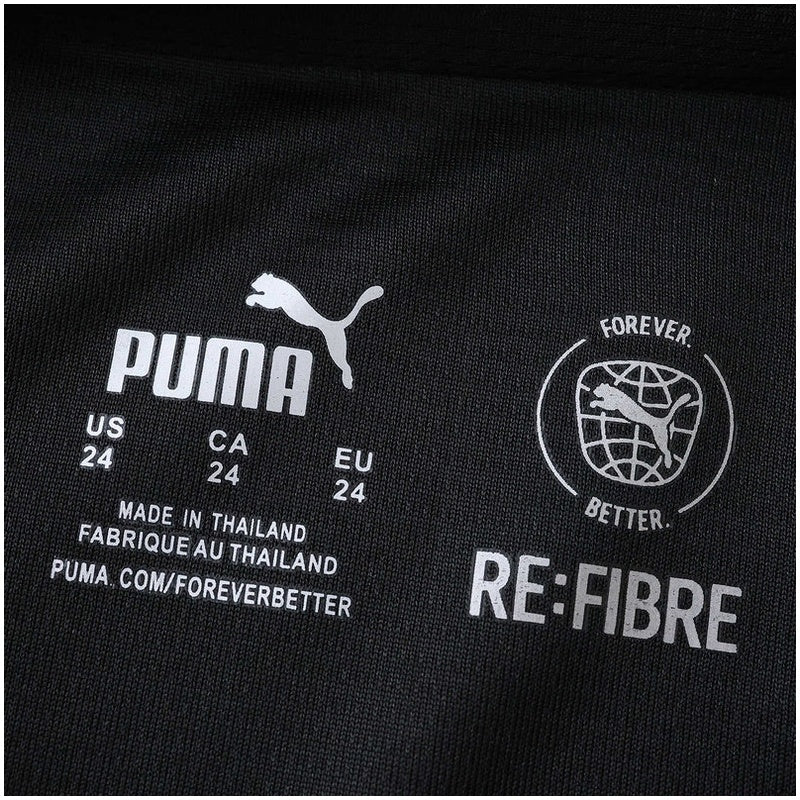 PUMA
US CA EU
24 24 24
MADE IN THAILAND
FABRIQUE AU THAILAND
PUMA.COM/FOREVERBETTER
FOREVER.
BETTER.
RE:FIBRE